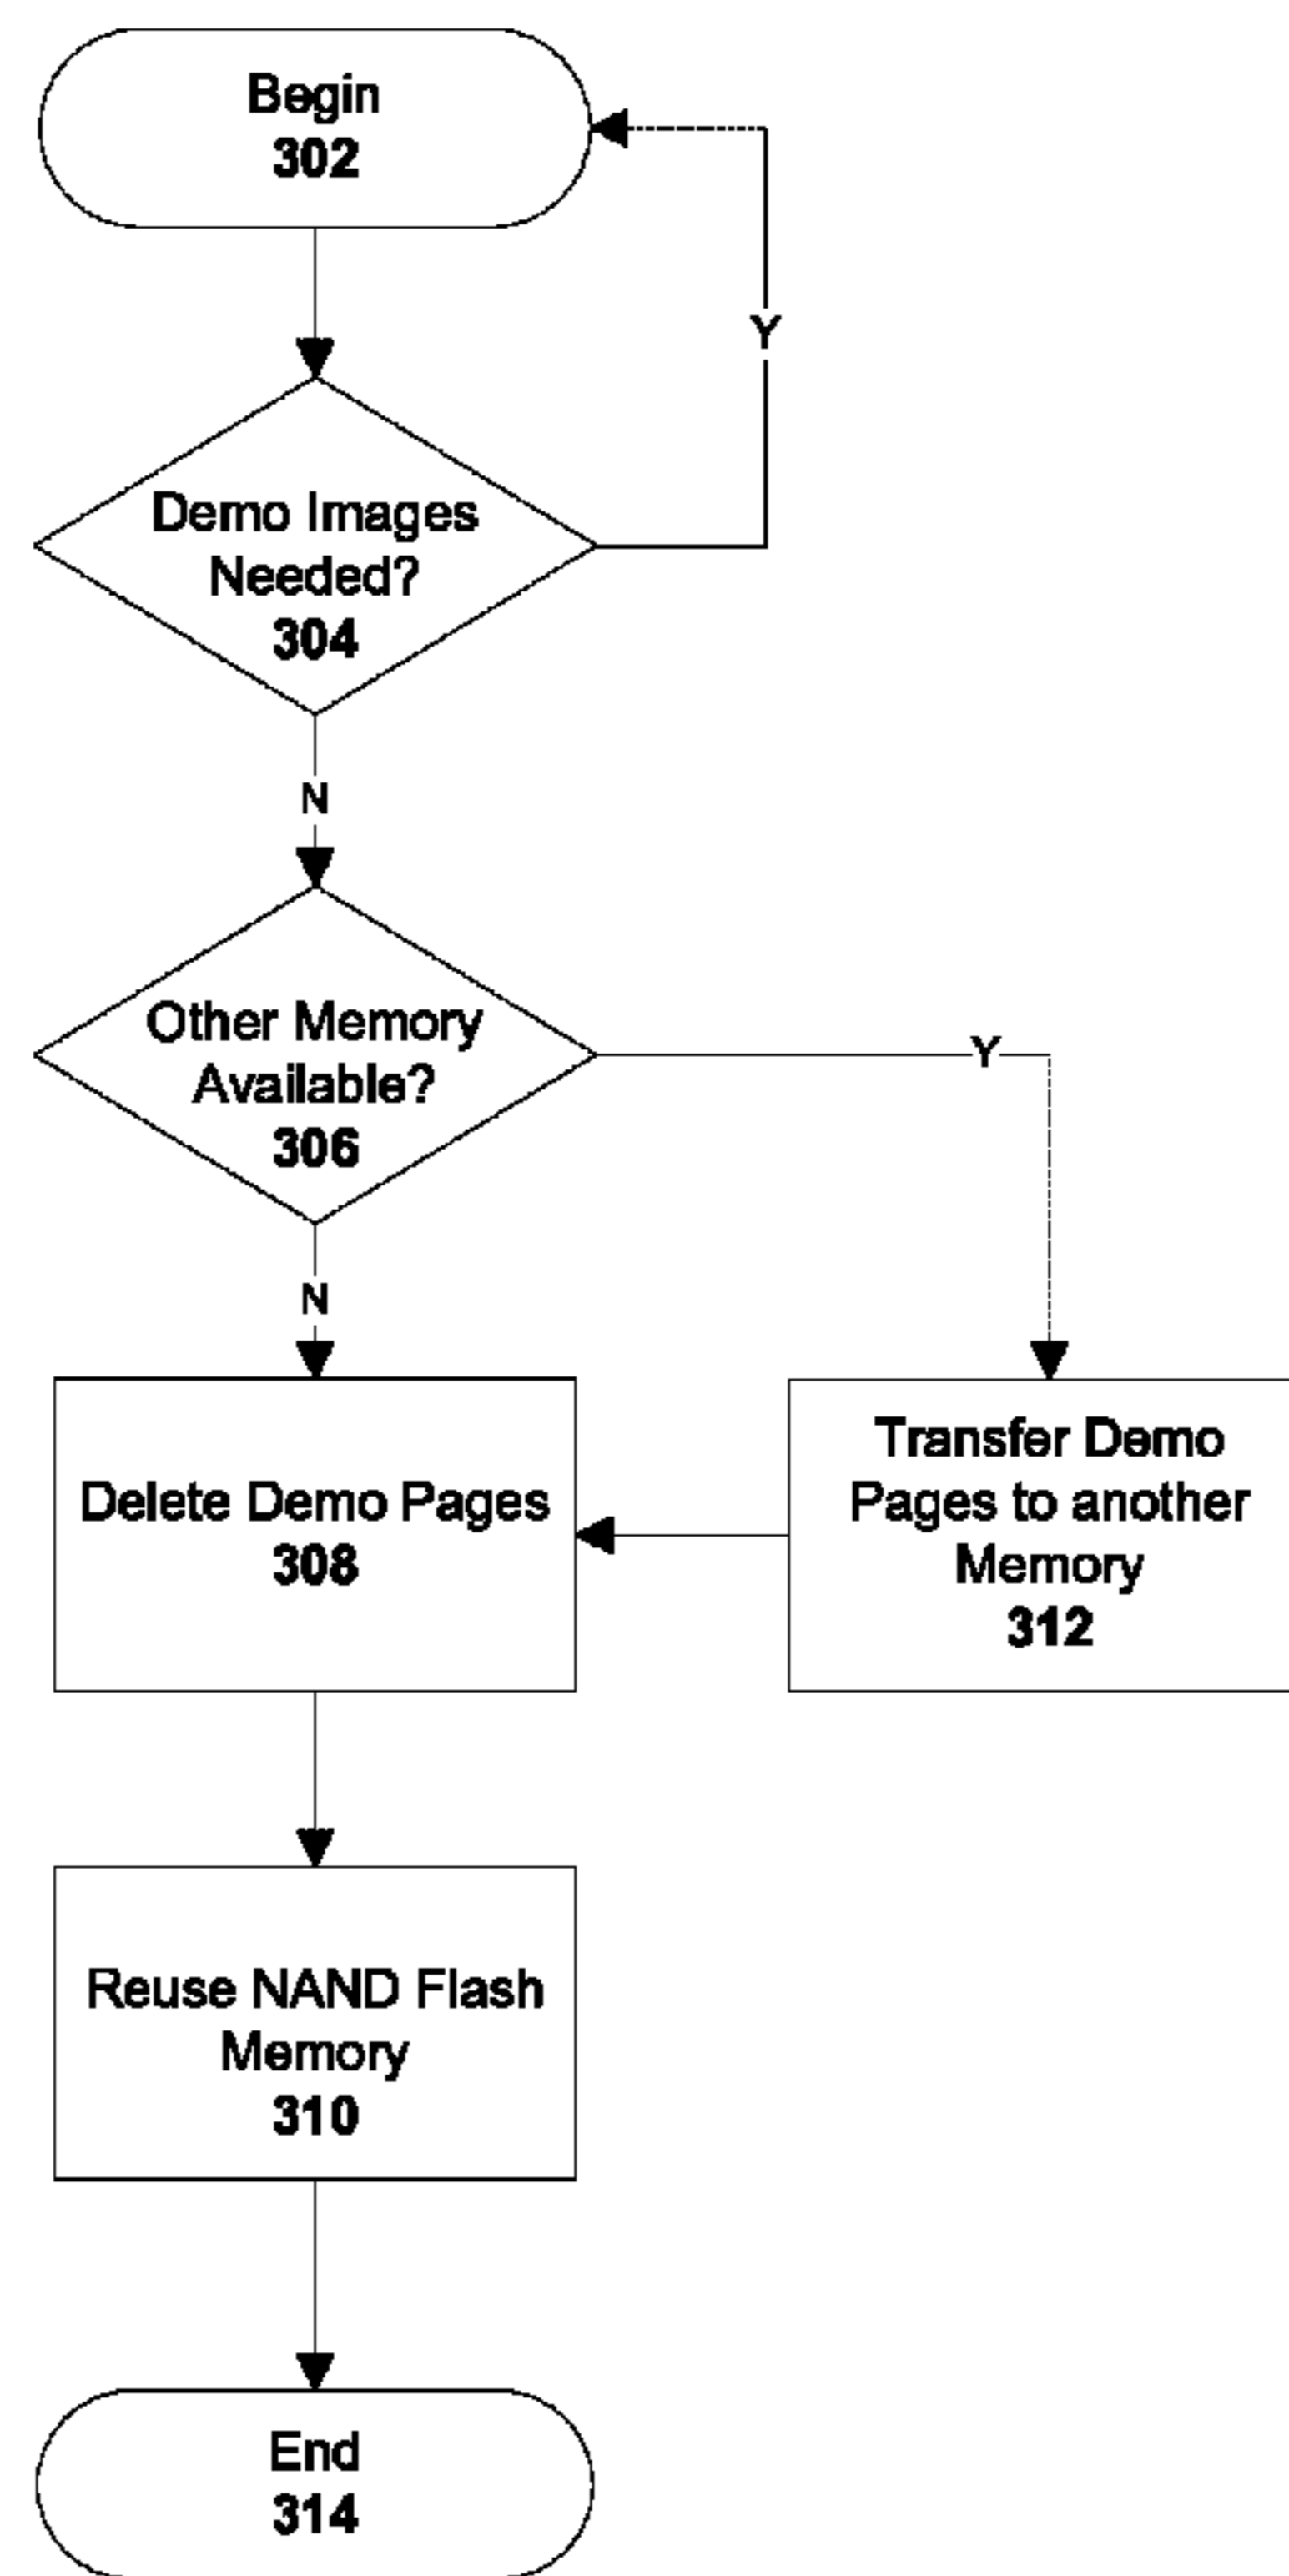 Begin
302
Y
Demo Images
Needed?
304
N
Other Memory
Available?
306
Y
N
Delete Demo Pages
308
Transfer Demo
Pages to another
Memory
312
Reuse NAND Flash
Memory
310
End
314